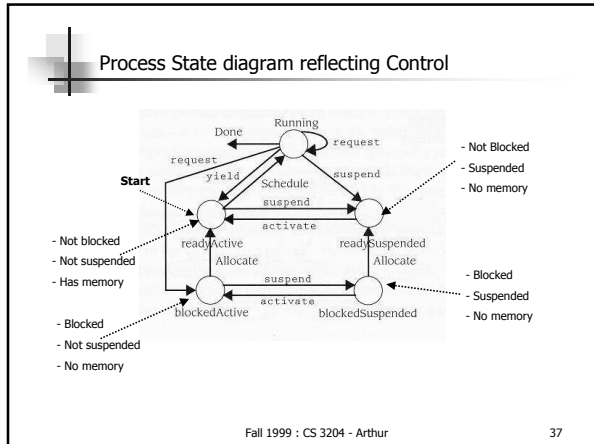 Process State diagram reflecting Control
Running
Done
request
request
yield
suspend
Start
Schedule
suspend
activate
readyActive
readySuspended
Allocate
Allocate
suspend
activate
blockedActive
blockedSuspended
- Not Blocked
- Suspended
- No memory
- Not blocked
- Not suspended
- Has memory
- Blocked
- Suspended
- No memory
- Blocked
- Not suspended
- No memory
Fall 1999 : CS 3204 - Arthur
37